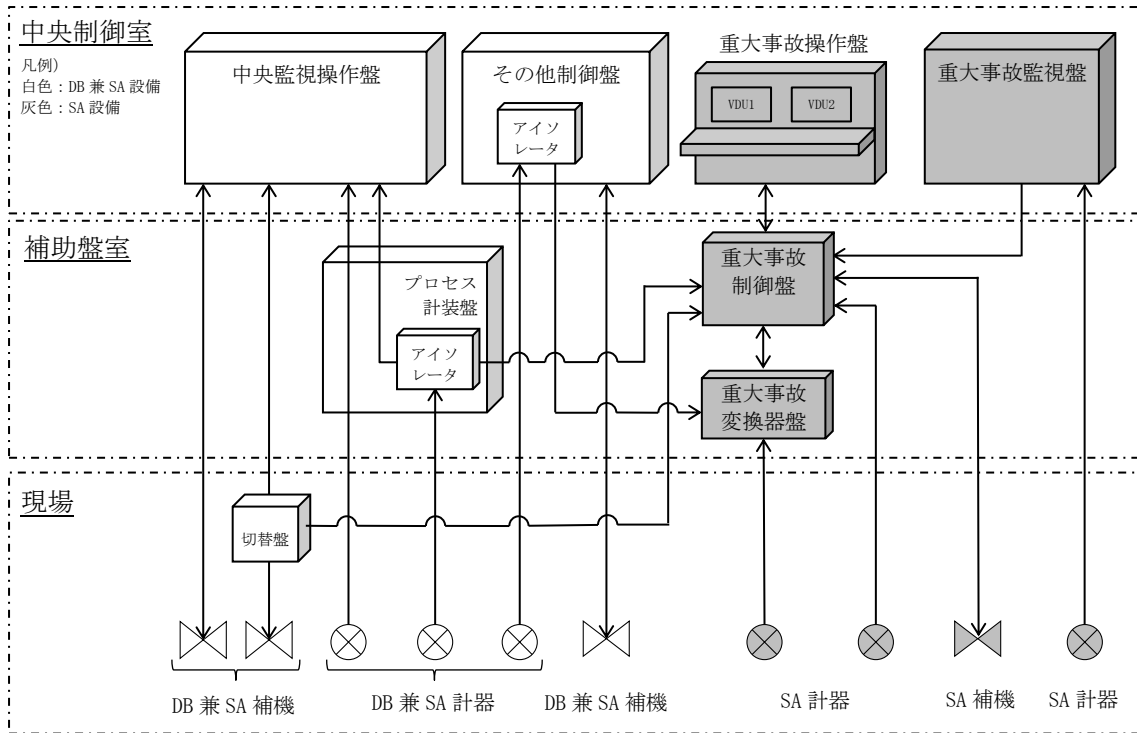 中央制御室
凡例)
白色：DB 兼 SA 設備
灰色：SA 設備
中央監視操作盤
その他制御盤
アイソ
レータ
重大事故操作盤
VDU1
VDU2
重大事故監視盤
補助盤室
プロセス
計装盤
アイソ
レータ
重大事故
制御盤
重大事故
変換器盤
現場
切替盤
DB 兼 SA 補機
DB 兼 SA 計器
DB 兼 SA 補機
SA 計器
SA 補機
SA 計器